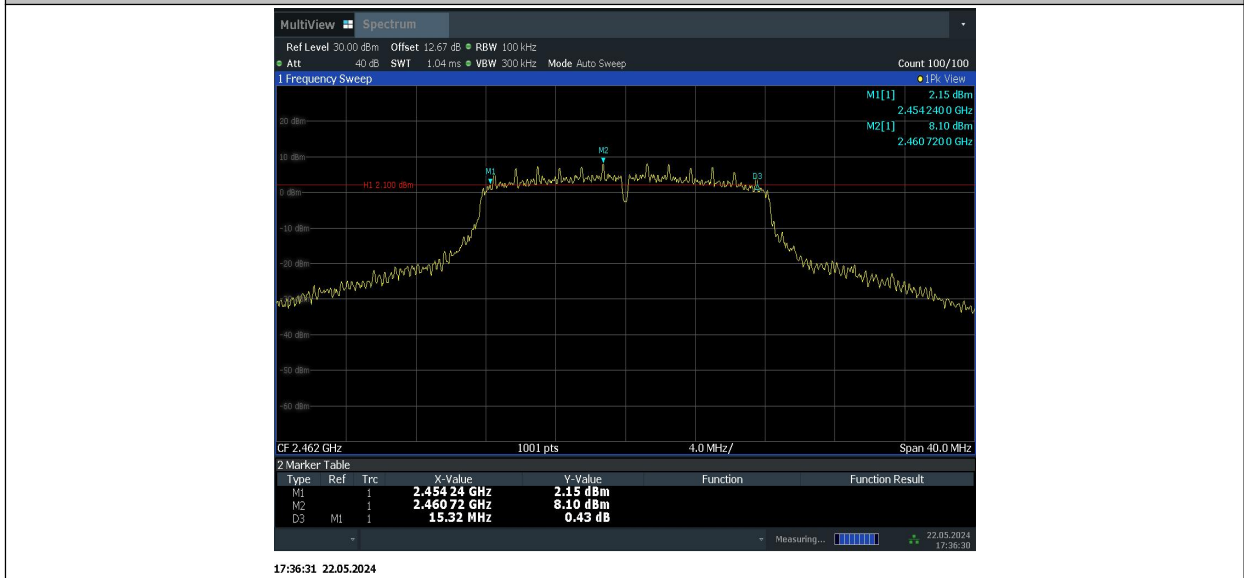 MultiView Spectrum
Ref Level 30.00 dBm Offset 12.67 dB RBW 100 kHz
Att 40 dB SWT 1.04 ms VBW 300 kHz Mode Auto Sweep Count 100/100
1 Frequency Sweep 1Pk View
M1[1] 2.15 dBm
2.4542400 GHz
20 dBm M2[1] 8.10 dBm
2.4607200 GHz
M2
10 dBm
M1 D3
H1 2.100 dBm
0 dBm
-10 dBm
-20 dBm
-30 dBm
-40 dBm
-50 dBm
-60 dBm
CF 2.462 GHz 1001 pts 4.0 MHz/ Span 40.0 MHz
2 Marker Table
Type Ref Trc X-Value Y-Value Function Function Result
M1 1 2.454 24 GHz 2.15 dBm
M2 1 2.460 72 GHz 8.10 dBm
D3 M1 1 15.32 MHz 0.43 dB
Measuring... 22.05.2024
17:36:30
17:36:31 22.05.2024